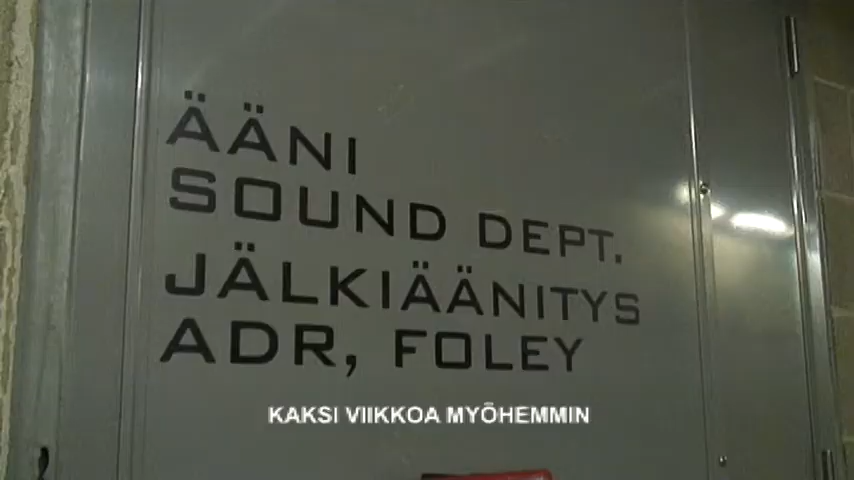 ÄÄNI
SOUND DEPT.
JÄLKIÄÄNITYS
ADR, FOLEY
KAKSI VIIKKOA MYÖHEMMIN